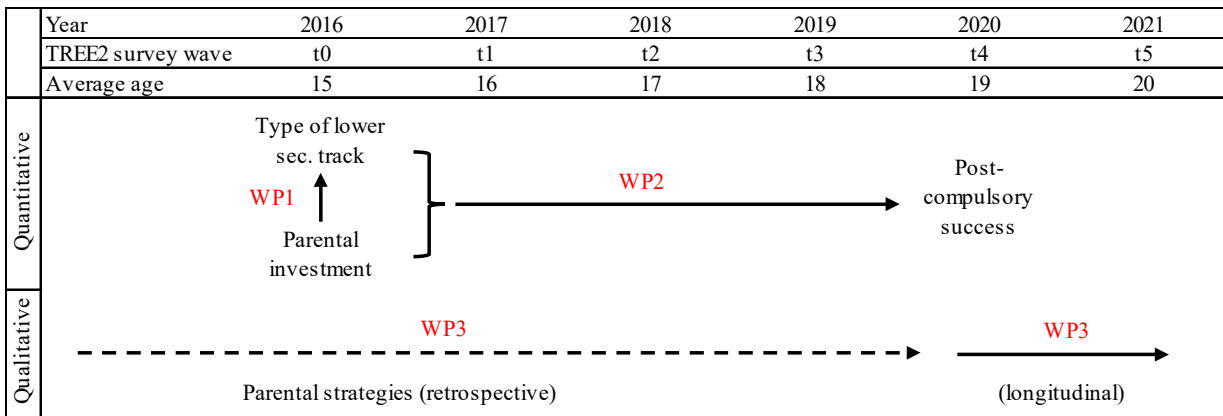 Year 2016 2017 2018 2019 2020 2021
TREE2 survey wave t0 t1 t2 t3 t4 t5
Average age 15 16 17 18 19 20
Quantitative
Type of lower
sec. track
WP1
Parental
investment
WP2
Post-
compulsory
success
Qualitative
WP3
WP3
Parental strategies (retrospective)
(longitudinal)